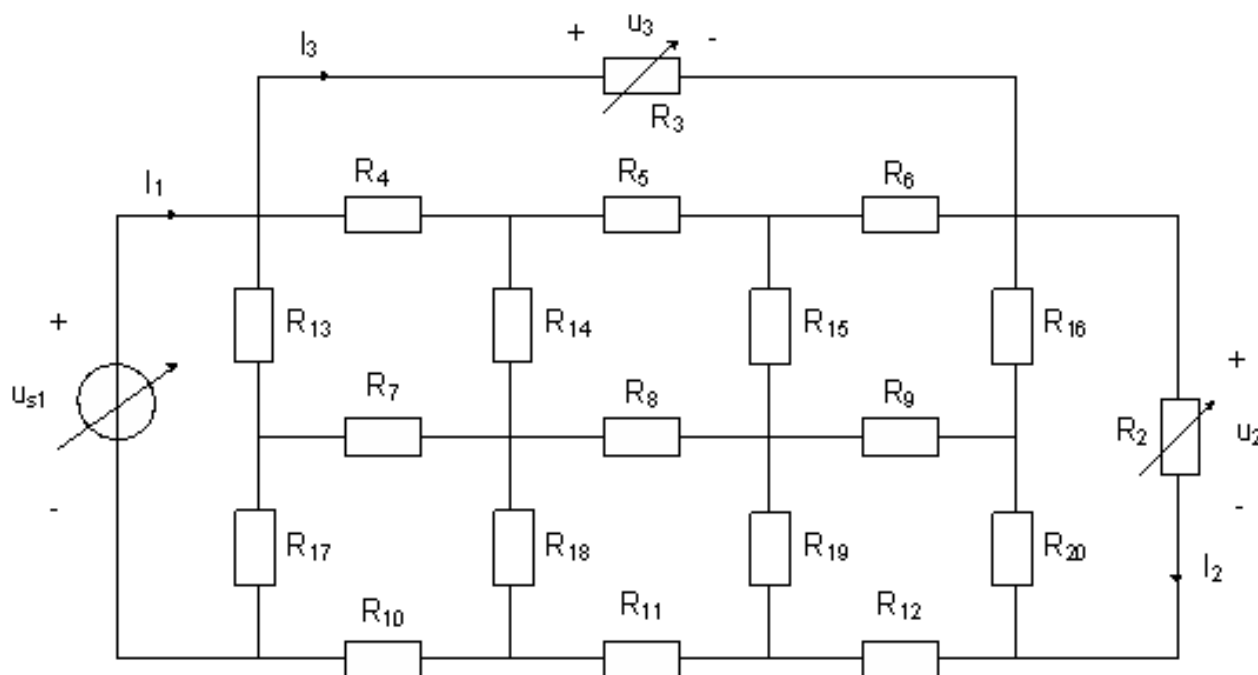 I₃ + u₃ -
R₃
I₁ R₄ R₅ R₆
+ R₁₃ R₁₄ R₁₅ R₁₆
uₛ₁ R₇ R₈ R₉ R₂ + u₂
- R₁₇ R₁₈ R₁₉ R₂₀ -
I₂
R₁₀ R₁₁ R₁₂